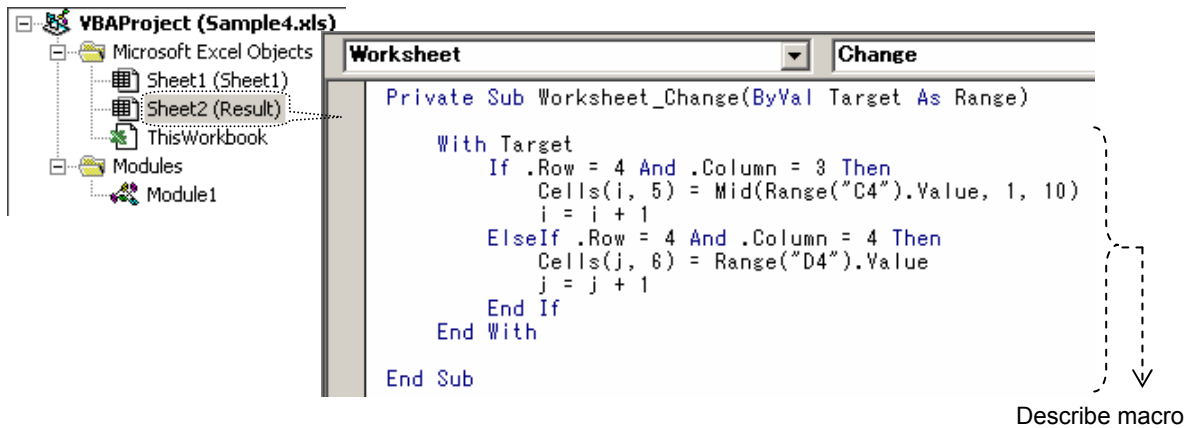 VBAProject (Sample4.xls)
Microsoft Excel Objects
Sheet1 (Sheet1)
Sheet2 (Result)
ThisWorkbook
Modules
Module1
Worksheet
Change
Private Sub Worksheet_Change(ByVal Target As Range)
With Target
If .Row = 4 And .Column = 3 Then
Cells(i, 5) = Mid(Range("C4").Value, 1, 10)
i = i + 1
ElseIf .Row = 4 And .Column = 4 Then
Cells(j, 6) = Range("D4").Value
j = j + 1
End If
End With
End Sub
Describe macro